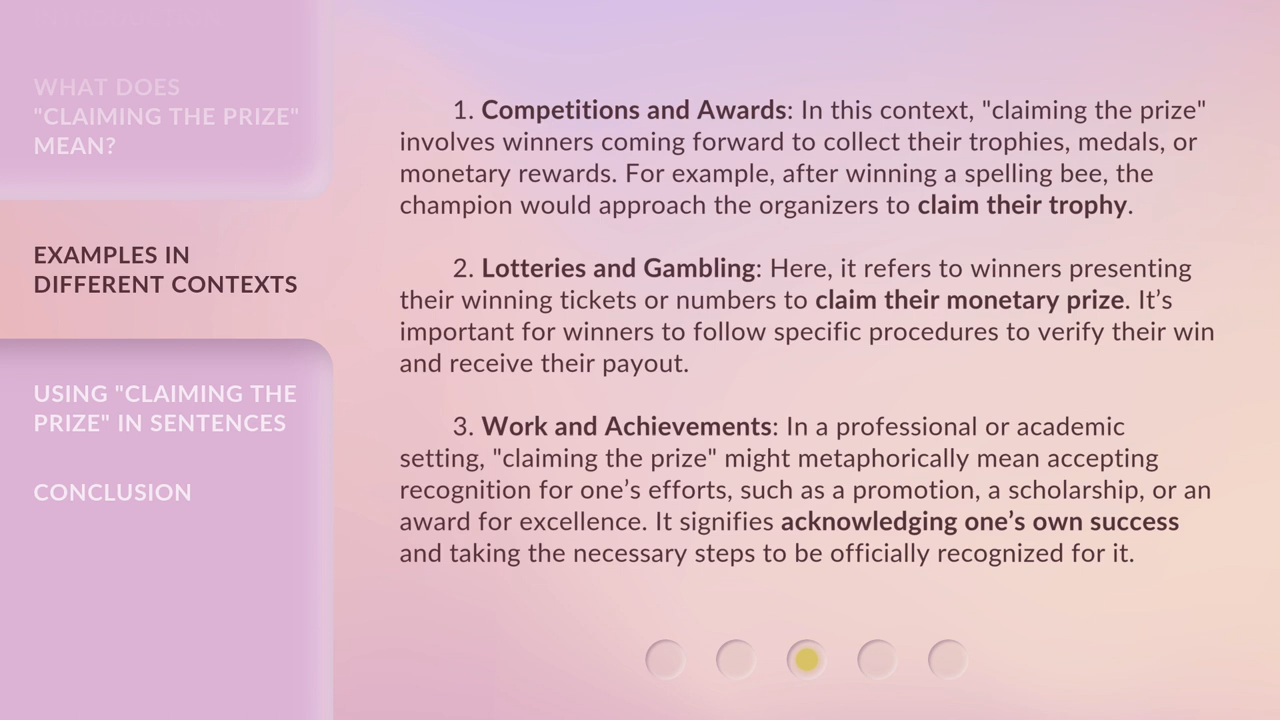 WHAT DOES
"CLAIMING THE PRIZE"
MEAN?
EXAMPLES IN
DIFFERENT CONTEXTS
USING "CLAIMING THE
PRIZE" IN SENTENCES
CONCLUSION
1. Competitions and Awards: In this context, "claiming the prize"
involves winners coming forward to collect their trophies, medals, or
monetary rewards. For example, after winning a spelling bee, the
champion would approach the organizers to claim their trophy.
2. Lotteries and Gambling: Here, it refers to winners presenting
their winning tickets or numbers to claim their monetary prize. It’s
important for winners to follow specific procedures to verify their win
and receive their payout.
3. Work and Achievements: In a professional or academic
setting, "claiming the prize" might metaphorically mean accepting
recognition for one’s efforts, such as a promotion, a scholarship, or an
award for excellence. It signifies acknowledging one’s own success
and taking the necessary steps to be officially recognized for it.